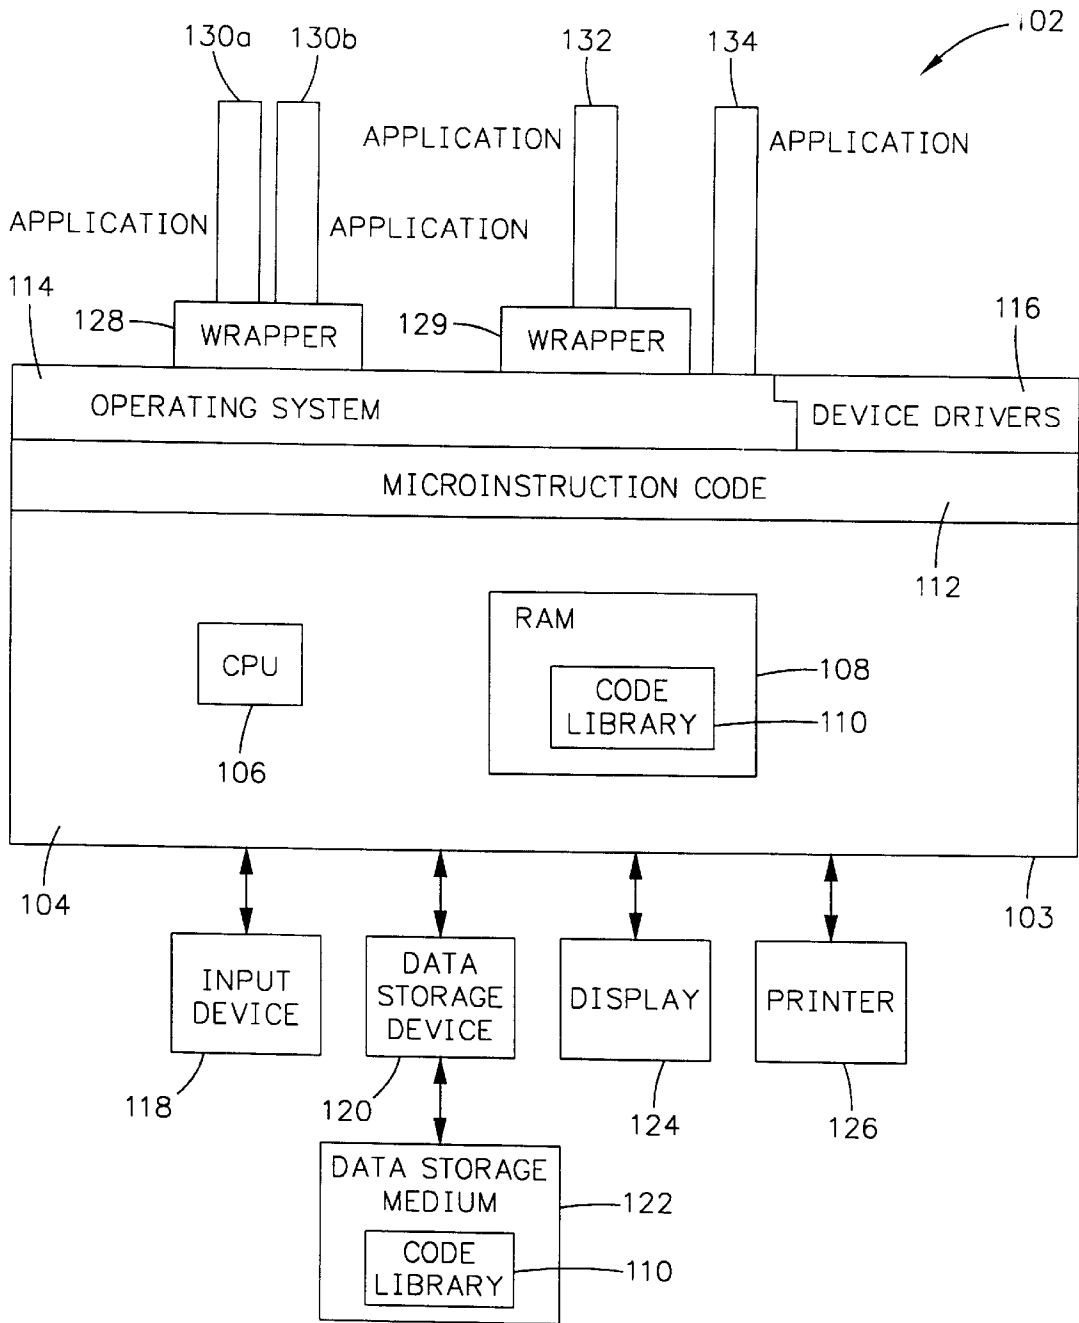 130a 130b 132 134 102
APPLICATION APPLICATION
APPLICATION APPLICATION
114 128 WRAPPER 129 WRAPPER 116
OPERATING SYSTEM DEVICE DRIVERS
MICROINSTRUCTION CODE
112
RAM
CPU
CODE
LIBRARY
108
110
106
104 103
INPUT
DEVICE
DATA
STORAGE
DEVICE
DISPLAY
PRINTER
118 120 124 126
DATA STORAGE
MEDIUM
122
CODE
LIBRARY
110